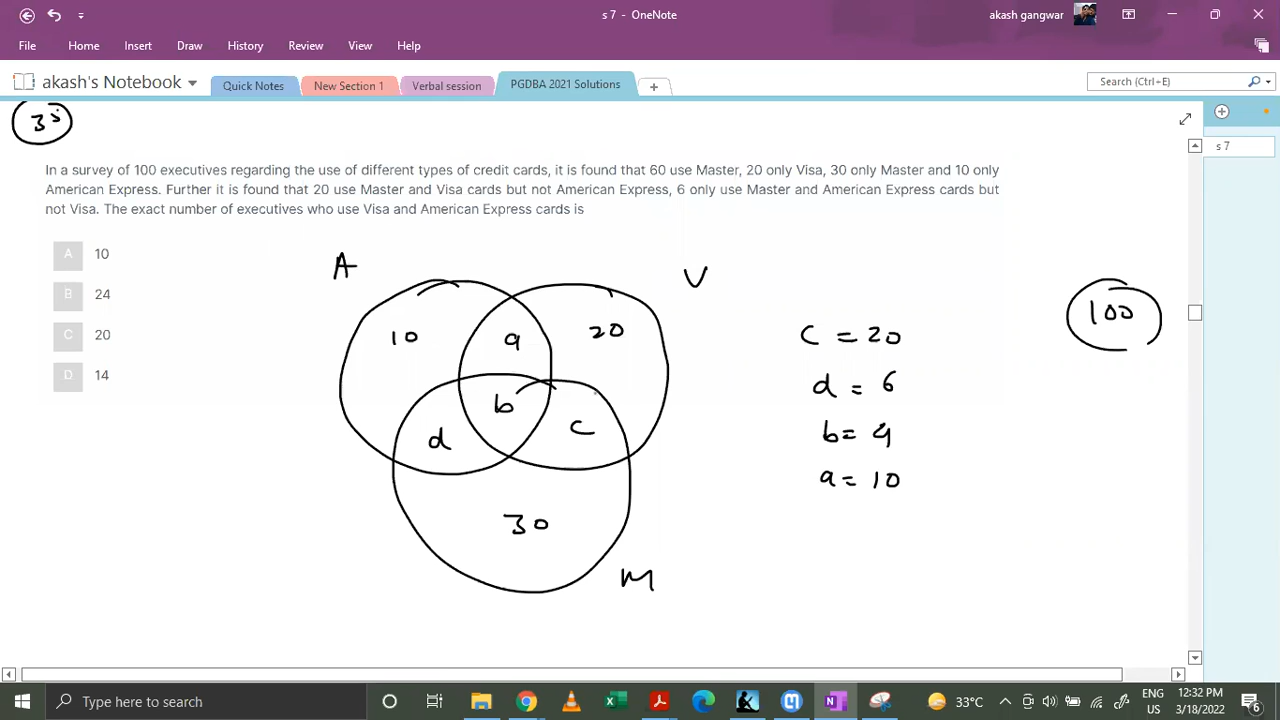 s 7 - OneNote
akash gangwar
File Home Insert Draw History Review View Help
akash's Notebook
Quick Notes
New Section 1
Verbal session
PGDBA 2021 Solutions
Search (Ctrl+E)
s 7
35
In a survey of 100 executives regarding the use of different types of credit cards, it is found that 60 use Master, 20 only Visa, 30 only Master and 10 only
American Express. Further it is found that 20 use Master and Visa cards but not American Express, 6 only use Master and American Express cards but
not Visa. The exact number of executives who use Visa and American Express cards is
A 10
B 24
C 20
D 14
A
V
10
a
20
b
d
c
30
M
c = 20
d = 6
b = 4
a = 10
100
Type here to search
33°C
ENG
US
12:32 PM
3/18/2022
6